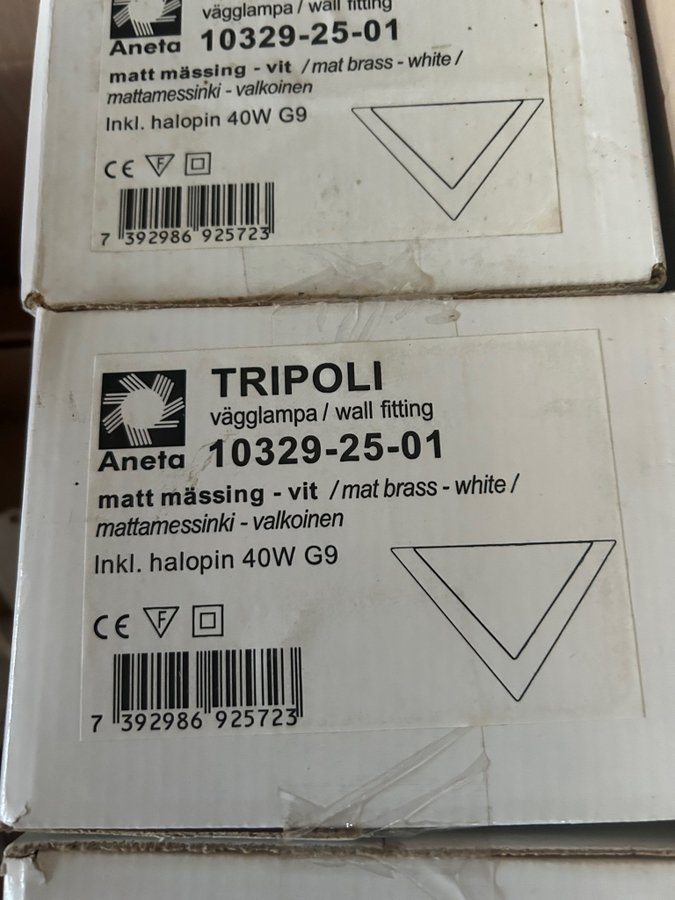 vägglampa / wall fitting
Aneta 10329-25-01
matt mässing - vit / mat brass - white /
mattamessinki - valkoinen
Inkl. halopin 40W G9
CE F
7 392986 925723
TRIPOLI
vägglampa / wall fitting
Aneta 10329-25-01
matt mässing - vit / mat brass - white /
mattamessinki - valkoinen
Inkl. halopin 40W G9
CE F
7 392986 925723